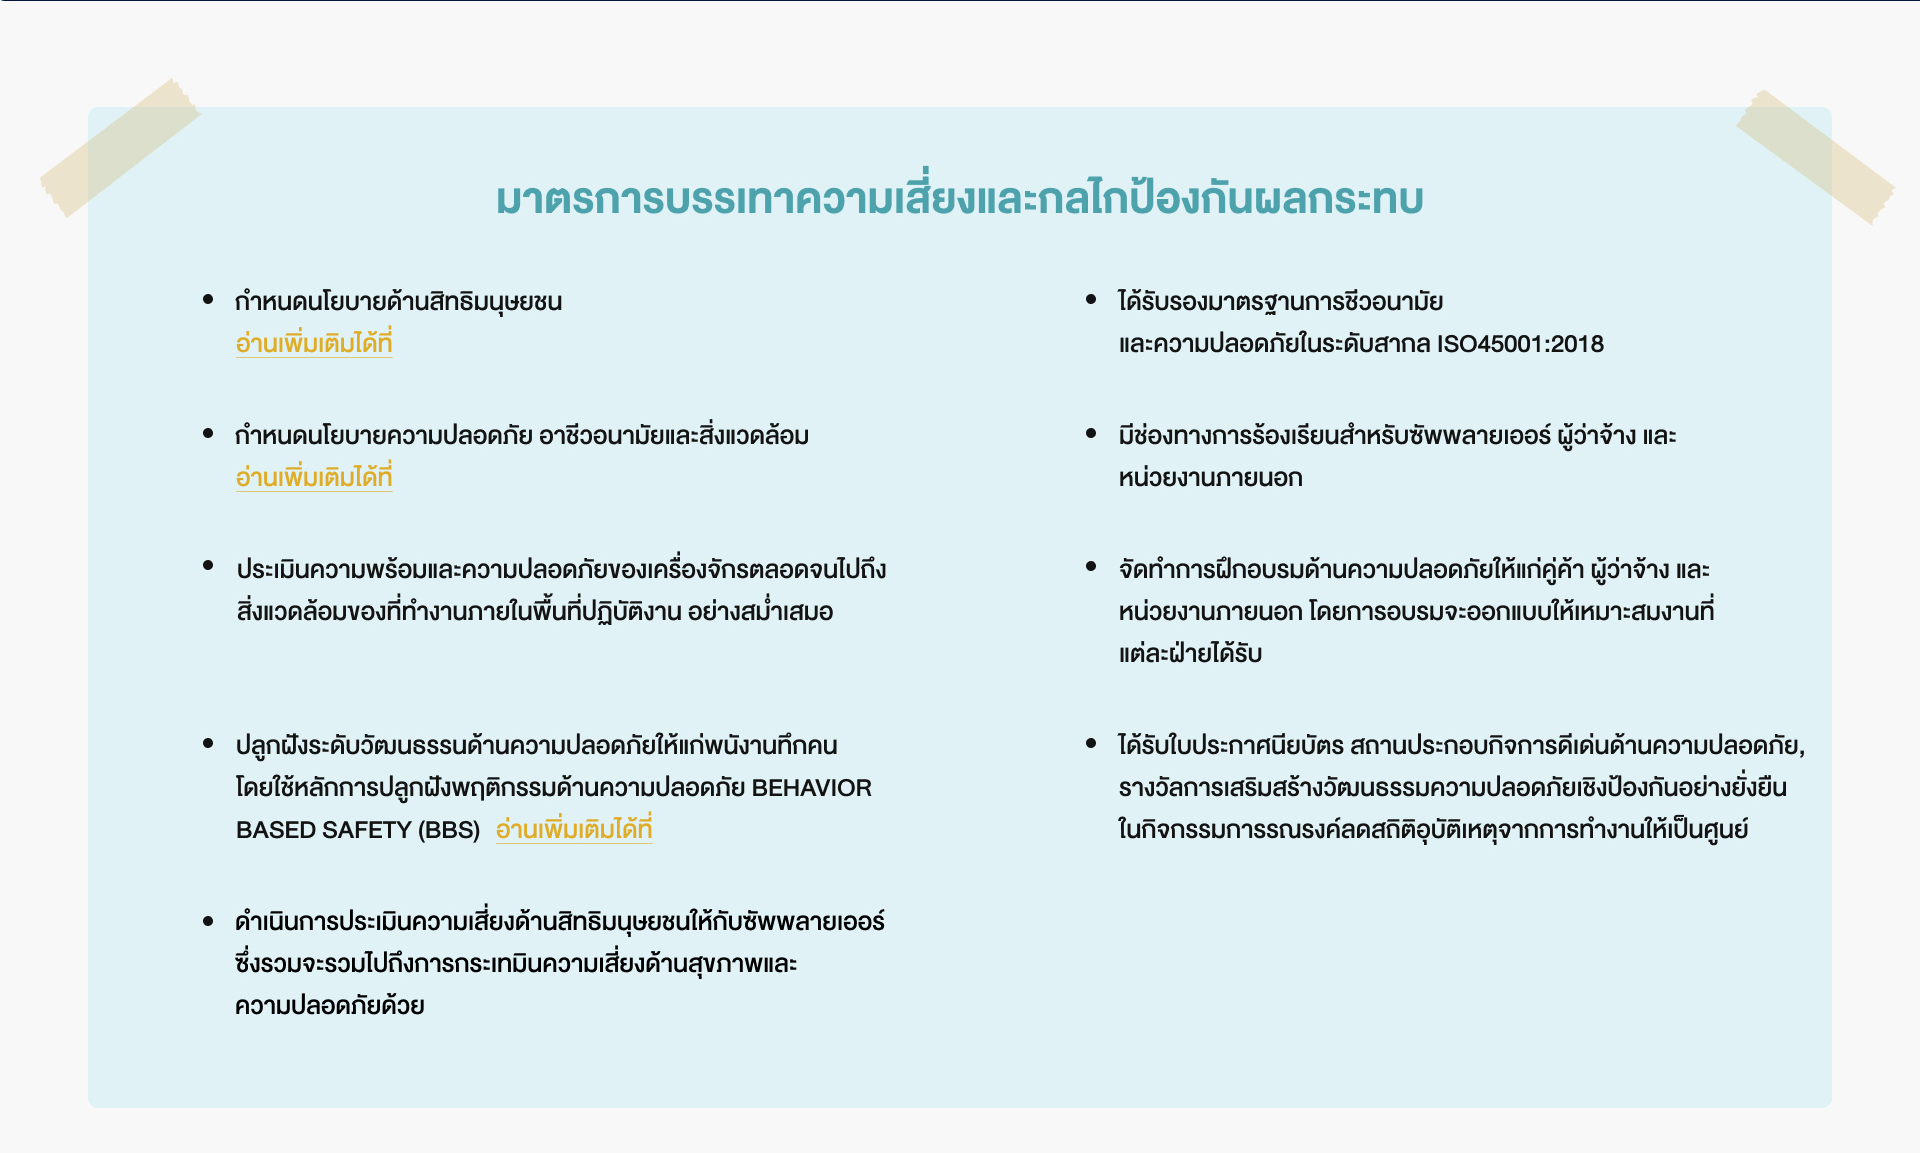 มาตรการบรรเทาความเสี่ยงและกลไกป้องกันผลกระทบ
กำหนดนโยบายด้านสิทธิมนุษยชน
อ่านเพิ่มเติมได้ที่
กำหนดนโยบายความปลอดภัย อาชีวอนามัยและสิ่งแวดล้อม
อ่านเพิ่มเติมได้ที่
ประเมินความพร้อมและความปลอดภัยของเครื่องจักรตลอดจนไปถึง
สิ่งแวดล้อมของที่ทำงานภายในพื้นที่ปฏิบัติงาน อย่างสม่ำเสมอ
ปลูกฝังระดับวัฒนธรรนด้านความปลอดภัยให้แก่พนังานทึกคน
โดยใช้หลักการปลูกฝังพฤติกรรมด้านความปลอดภัย BEHAVIOR
BASED SAFETY (BBS) อ่านเพิ่มเติมได้ที่
ดำเนินการประเมินความเสี่ยงด้านสิทธิมนุษยชนให้กับซัพพลายเออร์
ซึ่งรวมจะรวมไปถึงการกระเทมินความเสี่ยงด้านสุขภาพและ
ความปลอดภัยด้วย
ได้รับรองมาตรฐานการชีวอนามัย
และความปลอดภัยในระดับสากล ISO45001:2018
มีช่องทางการร้องเรียนสำหรับซัพพลายเออร์ ผู้ว่าจ้าง และ
หน่วยงานภายนอก
จัดทำการฝึกอบรมด้านความปลอดภัยให้แก่คู่ค้า ผู้ว่าจ้าง และ
หน่วยงานภายนอก โดยการอบรมจะออกแบบให้เหมาะสมงานที่
แต่ละฝ่ายได้รับ
ได้รับใบประกาศนียบัตร สถานประกอบกิจการดีเด่นด้านความปลอดภัย,
รางวัลการเสริมสร้างวัฒนธรรมความปลอดภัยเชิงป้องกันอย่างยั่งยืน
ในกิจกรรมการรณรงค์ลดสถิติอุบัติเหตุจากการทำงานให้เป็นศูนย์